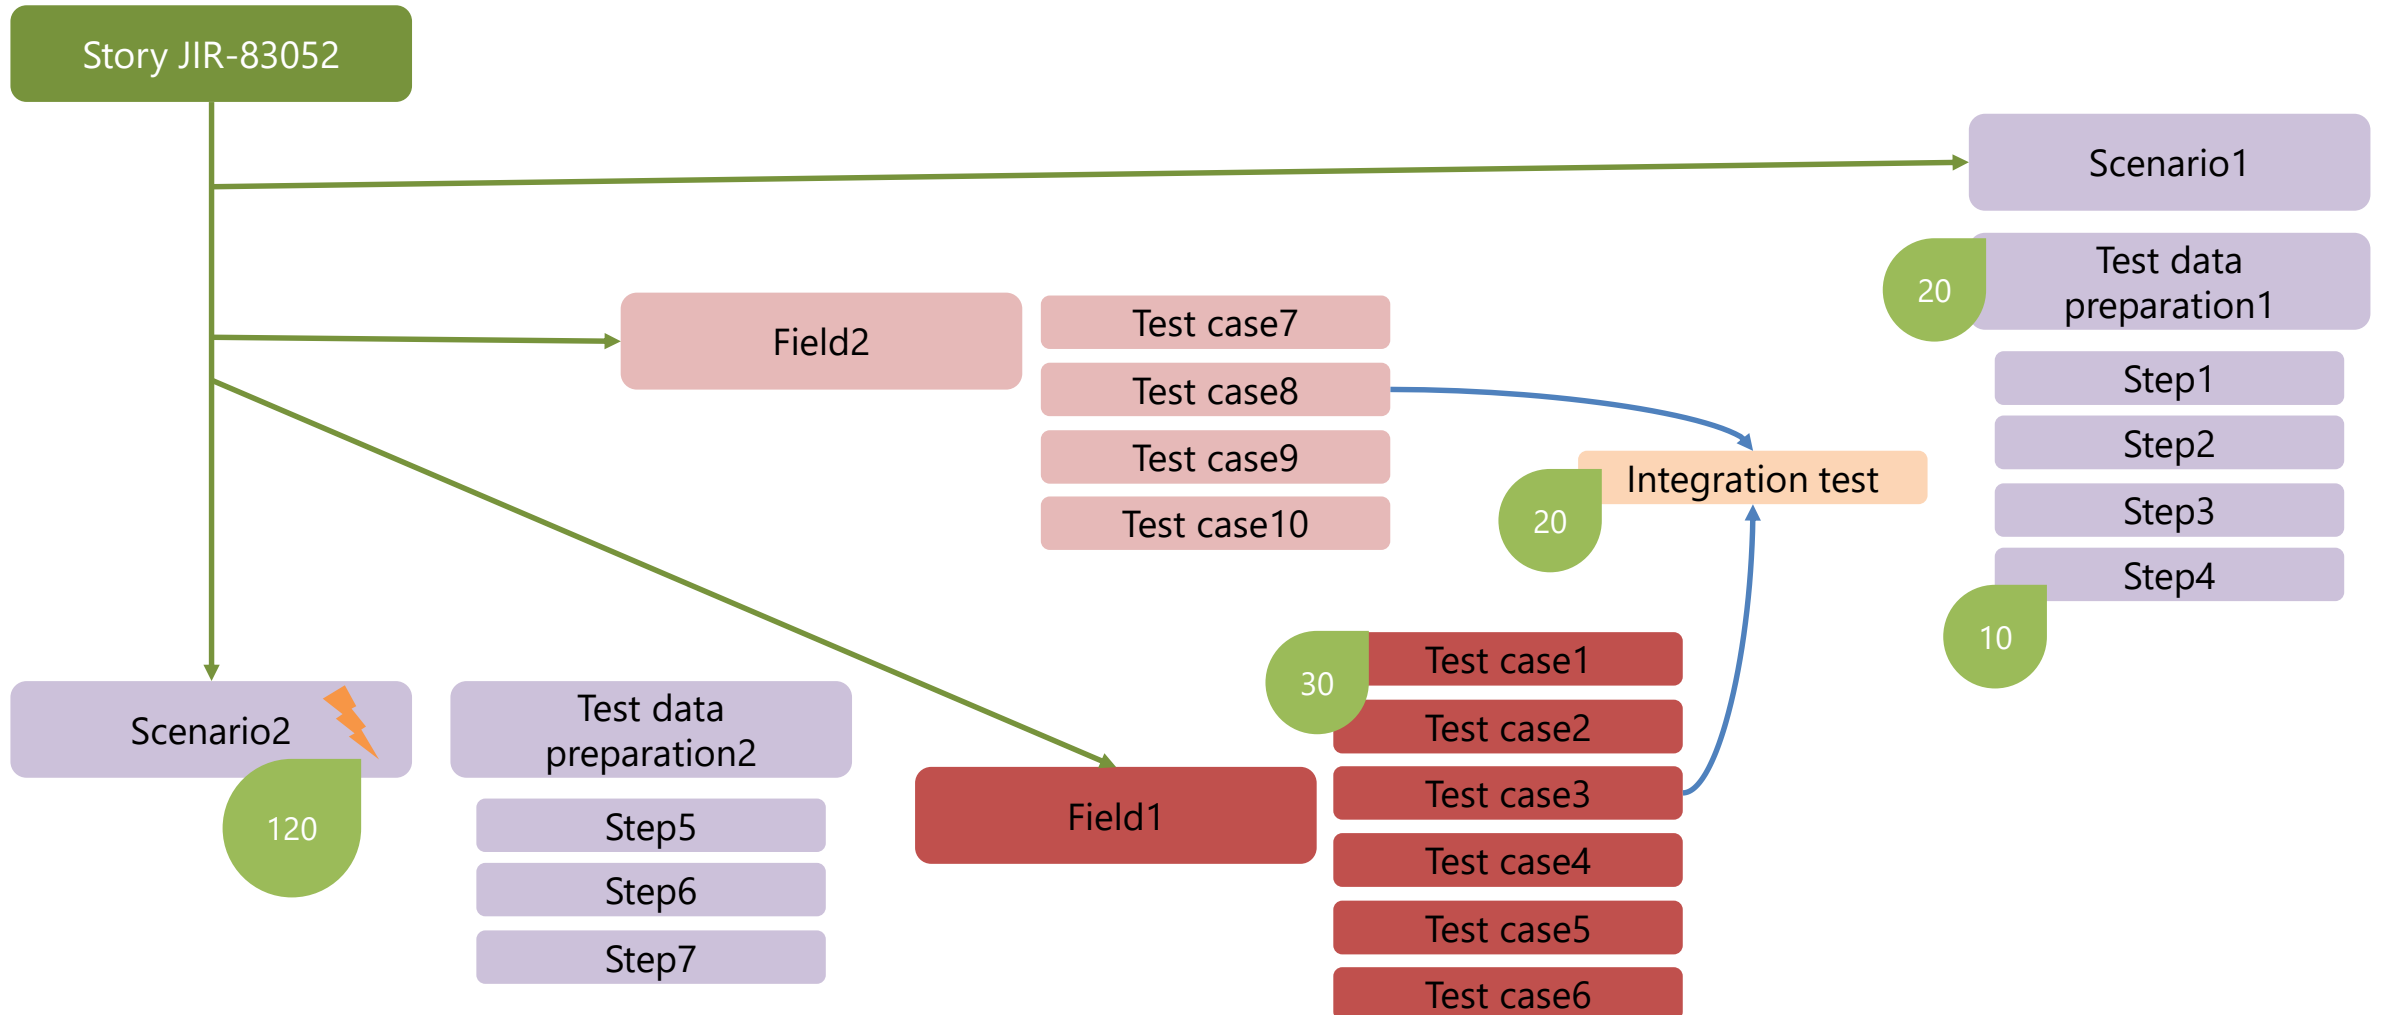 Story JIR-83052
Scenario1
Test data
preparation1
20
Step1
Step2
Step3
Step4
10
Field2
Test case7
Test case8
Test case9
Test case10
Integration test
20
Scenario2
120
Test data
preparation2
Step5
Step6
Step7
Field1
30
Test case1
Test case2
Test case3
Test case4
Test case5
Test case6